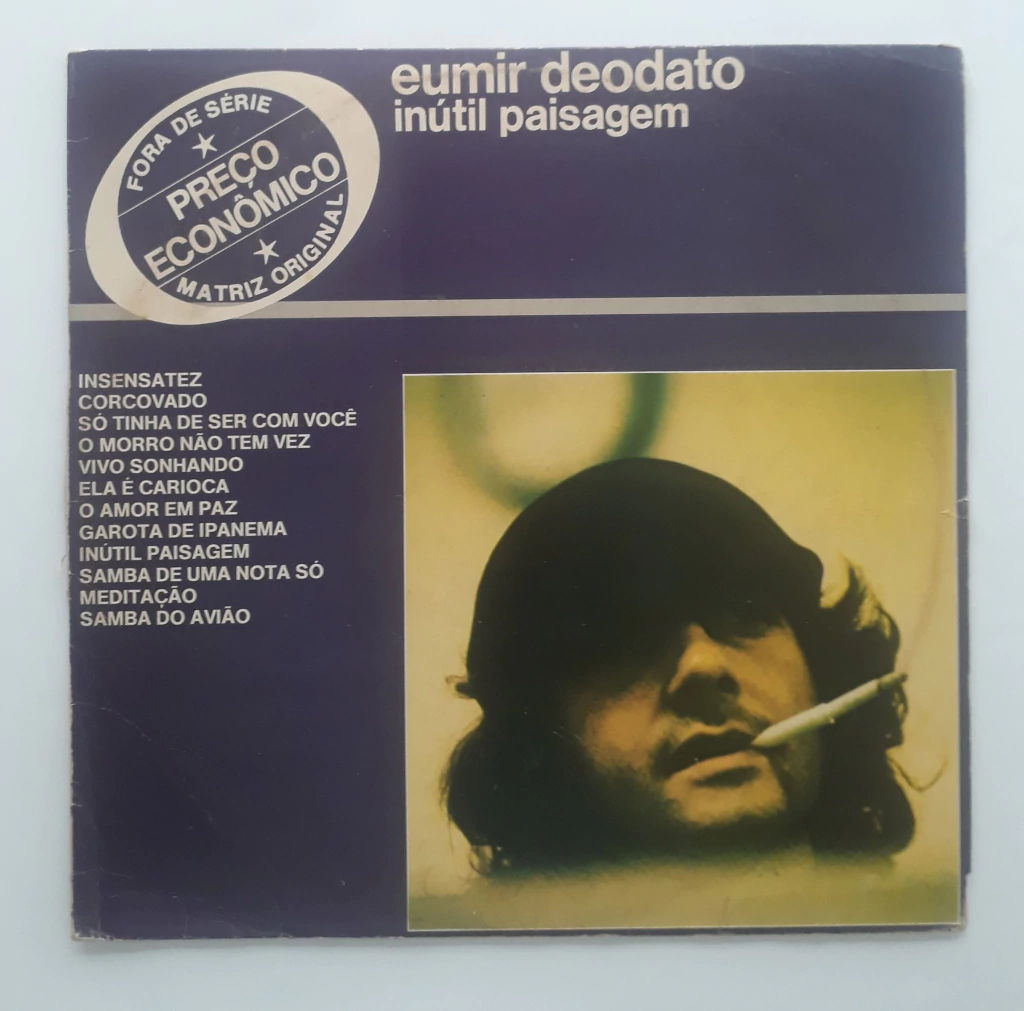 eumir deodato
inútil paisagem
FORA DE SÉRIE
PREÇO
ECONÔMICO
MATRIZ ORIGINAL
INSENSATEZ
CORCOVADO
SÓ TINHA DE SER COM VOCÊ
O MORRO NÃO TEM VEZ
VIVO SONHANDO
ELA É CARIOCA
O AMOR EM PAZ
GAROTA DE IPANEMA
INÚTIL PAISAGEM
SAMBA DE UMA NOTA SÓ
MEDITAÇÃO
SAMBA DO AVIÃO